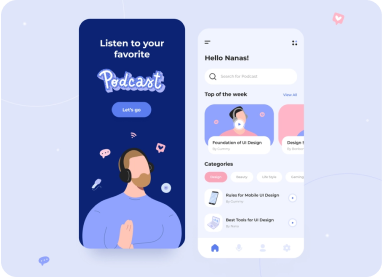 Listen to your
favorite
Podcast
Let's go
Hello Nanas!
Search for Podcast
Top of the week
View all
Foundation of UI Design
Design
Categories
Rules for Mobile UI Design
Best Tools for UI Design